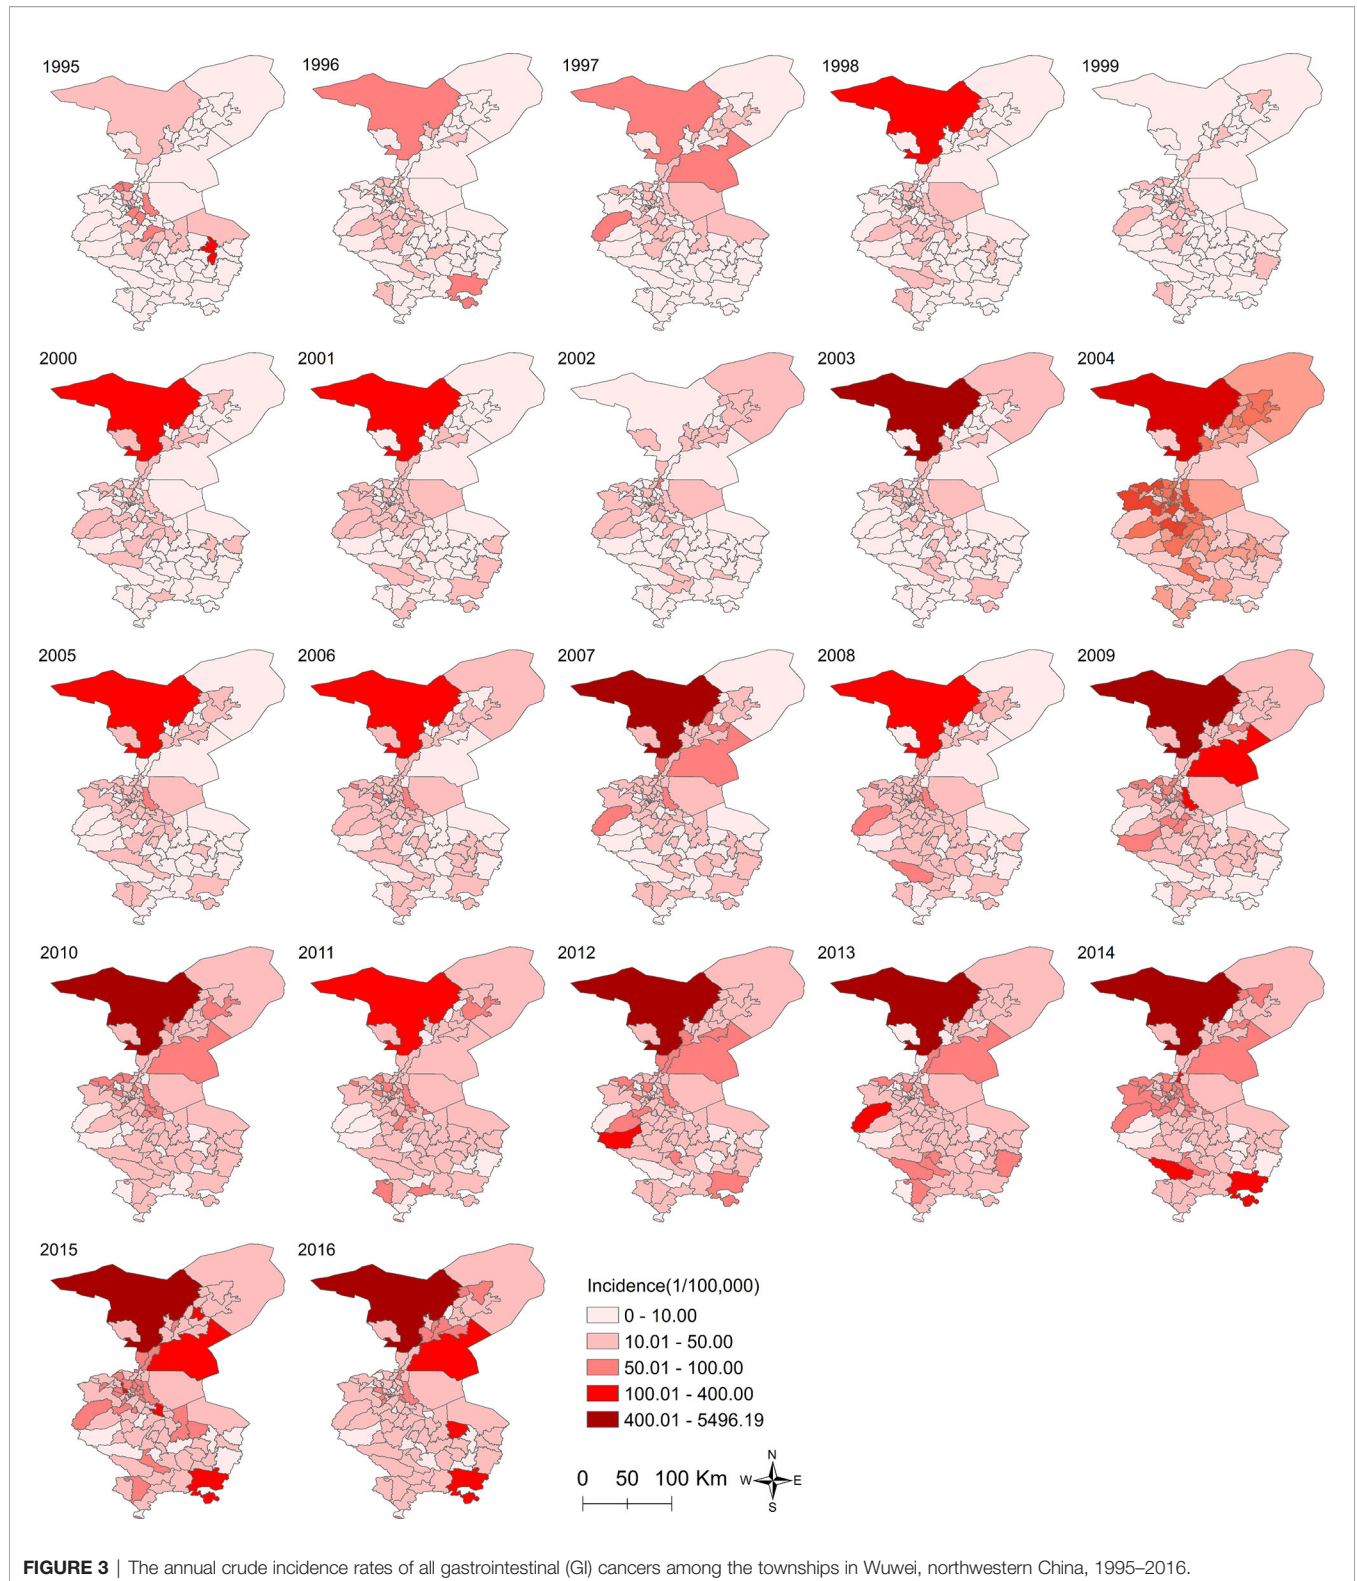 1995
1996
1997
1998
1999
2000
2001
2002
2003
2004
2005
2006
2007
2008
2009
2010
2011
2012
2013
2014
2015
2016
Incidence(1/100,000)
0 - 10.00
10.01 - 50.00
50.01 - 100.00
100.01 - 400.00
400.01 - 5496.19
0 50 100 Km
N
W E
S
FIGURE 3 | The annual crude incidence rates of all gastrointestinal (GI) cancers among the townships in Wuwei, northwestern China, 1995–2016.